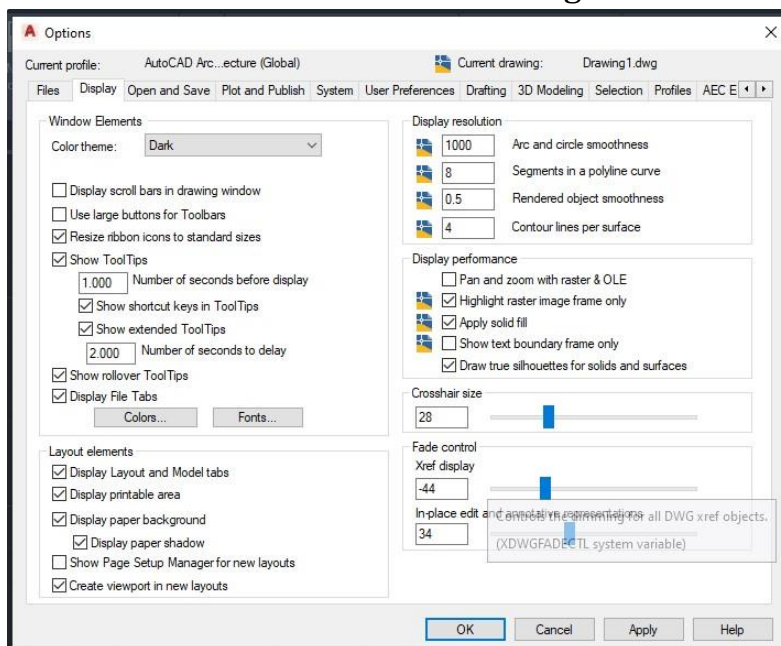 Options
Current profile: AutoCAD Arc...ecture (Global) Current drawing: Drawing1.dwg
Files Display Open and Save Plot and Publish System User Preferences Drafting 3D Modeling Selection Profiles AEC E
Window Elements
Color theme: Dark
Display scroll bars in drawing window
Use large buttons for Toolbars
Resize ribbon icons to standard sizes
Show ToolTips
1.000 Number of seconds before display
Show shortcut keys in ToolTips
Show extended ToolTips
2.000 Number of seconds to delay
Show rollover ToolTips
Display File Tabs
Colors... Fonts...
Layout elements
Display Layout and Model tabs
Display printable area
Display paper background
Display paper shadow
Show Page Setup Manager for new layouts
Create viewport in new layouts
Display resolution
1000 Arc and circle smoothness
8 Segments in a polyline curve
0.5 Rendered object smoothness
4 Contour lines per surface
Display performance
Pan and zoom with raster & OLE
Highlight raster image frame only
Apply solid fill
Show text boundary frame only
Draw true silhouettes for solids and surfaces
Crosshair size
28
Fade control
Xref display
-44
In-place edit and annotative representations
34
Controls the dimming for all DWG xref objects.
(XDWGFADECTL system variable)
OK Cancel Apply Help